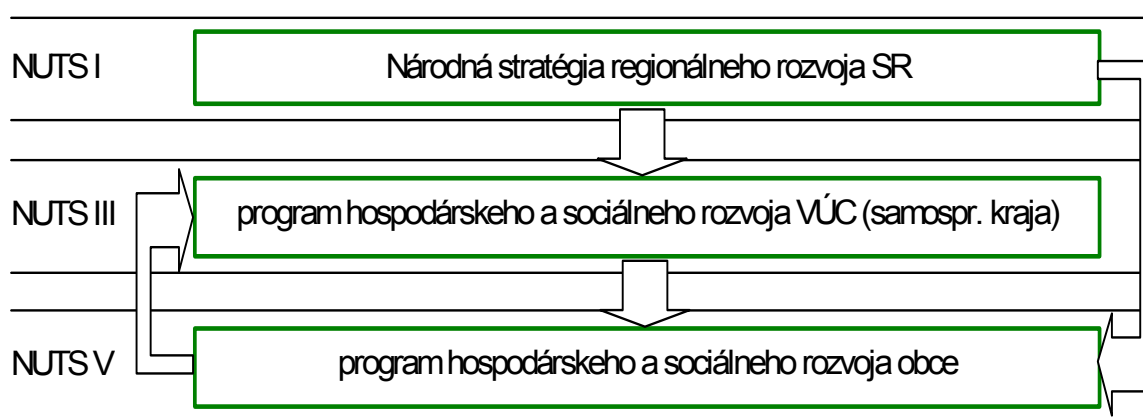 NUTS I
Národná stratégia regionálneho rozvoja SR
NUTS III
program hospodárskeho a sociálneho rozvoja VÚC (samospr. kraja)
NUTS V
program hospodárskeho a sociálneho rozvoja obce